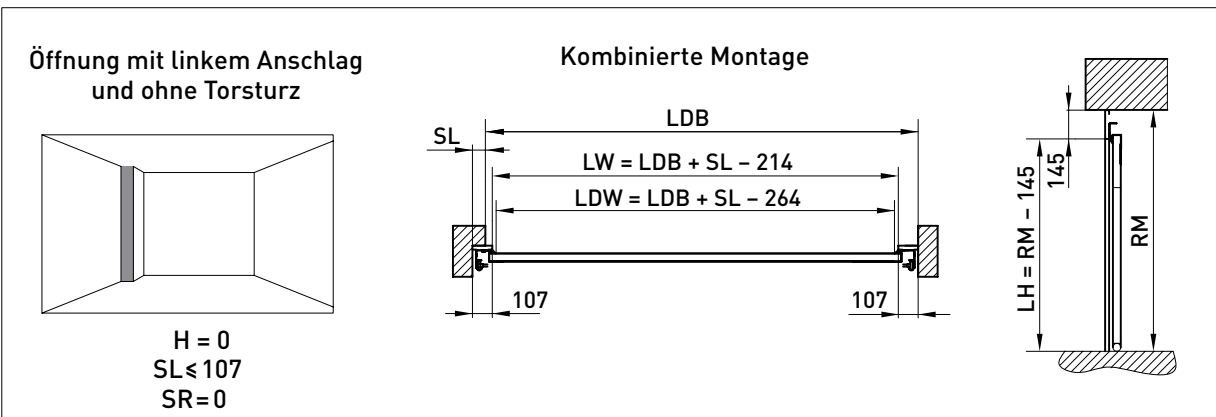 Öffnung mit linkem Anschlag
und ohne Torsturz
H = 0
SL ≤ 107
SR = 0
Kombinierte Montage
LDB
SL
LW = LDB + SL – 214
LDW = LDB + SL – 264
107
107
145
LH = RM – 145
RM